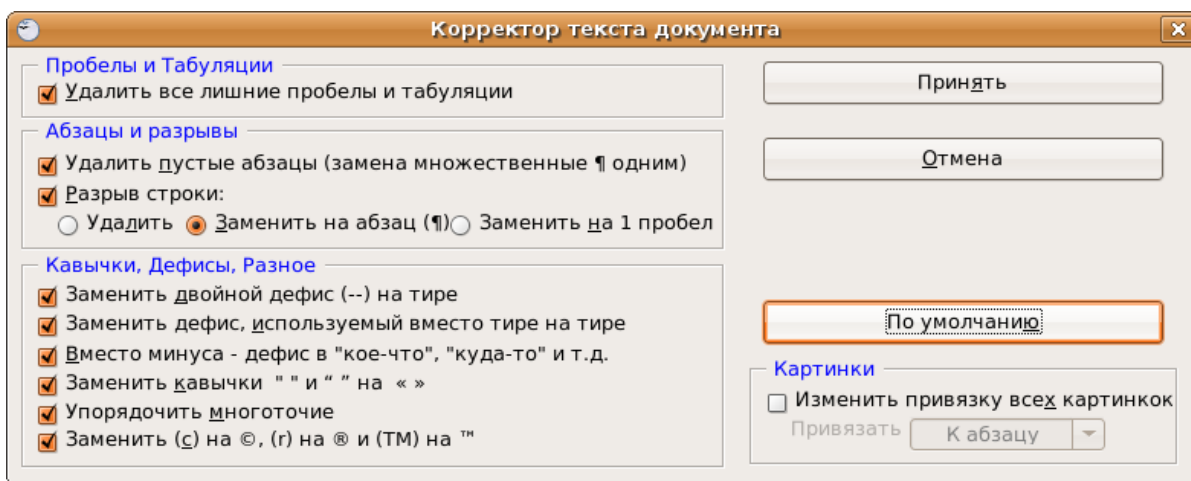 Корректор текста документа
Пробелы и Табуляции
Удалить все лишние пробелы и табуляции
Абзацы и разрывы
Удалить пустые абзацы (замена множественные ¶ одним)
Разрыв строки:
Удалить Заменить на абзац (¶) Заменить на 1 пробел
Кавычки, Дефисы, Разное
Заменить двойной дефис (--) на тире
Заменить дефис, используемый вместо тире на тире
Вместо минуса - дефис в "кое-что", "куда-то" и т.д.
Заменить кавычки " " и “ ” на « »
Упорядочить многоточие
Заменить (c) на ©, (r) на ® и (TM) на ™
Принять
Отмена
По умолчанию
Картинки
Изменить привязку всех картинкок
Привязать К абзацу